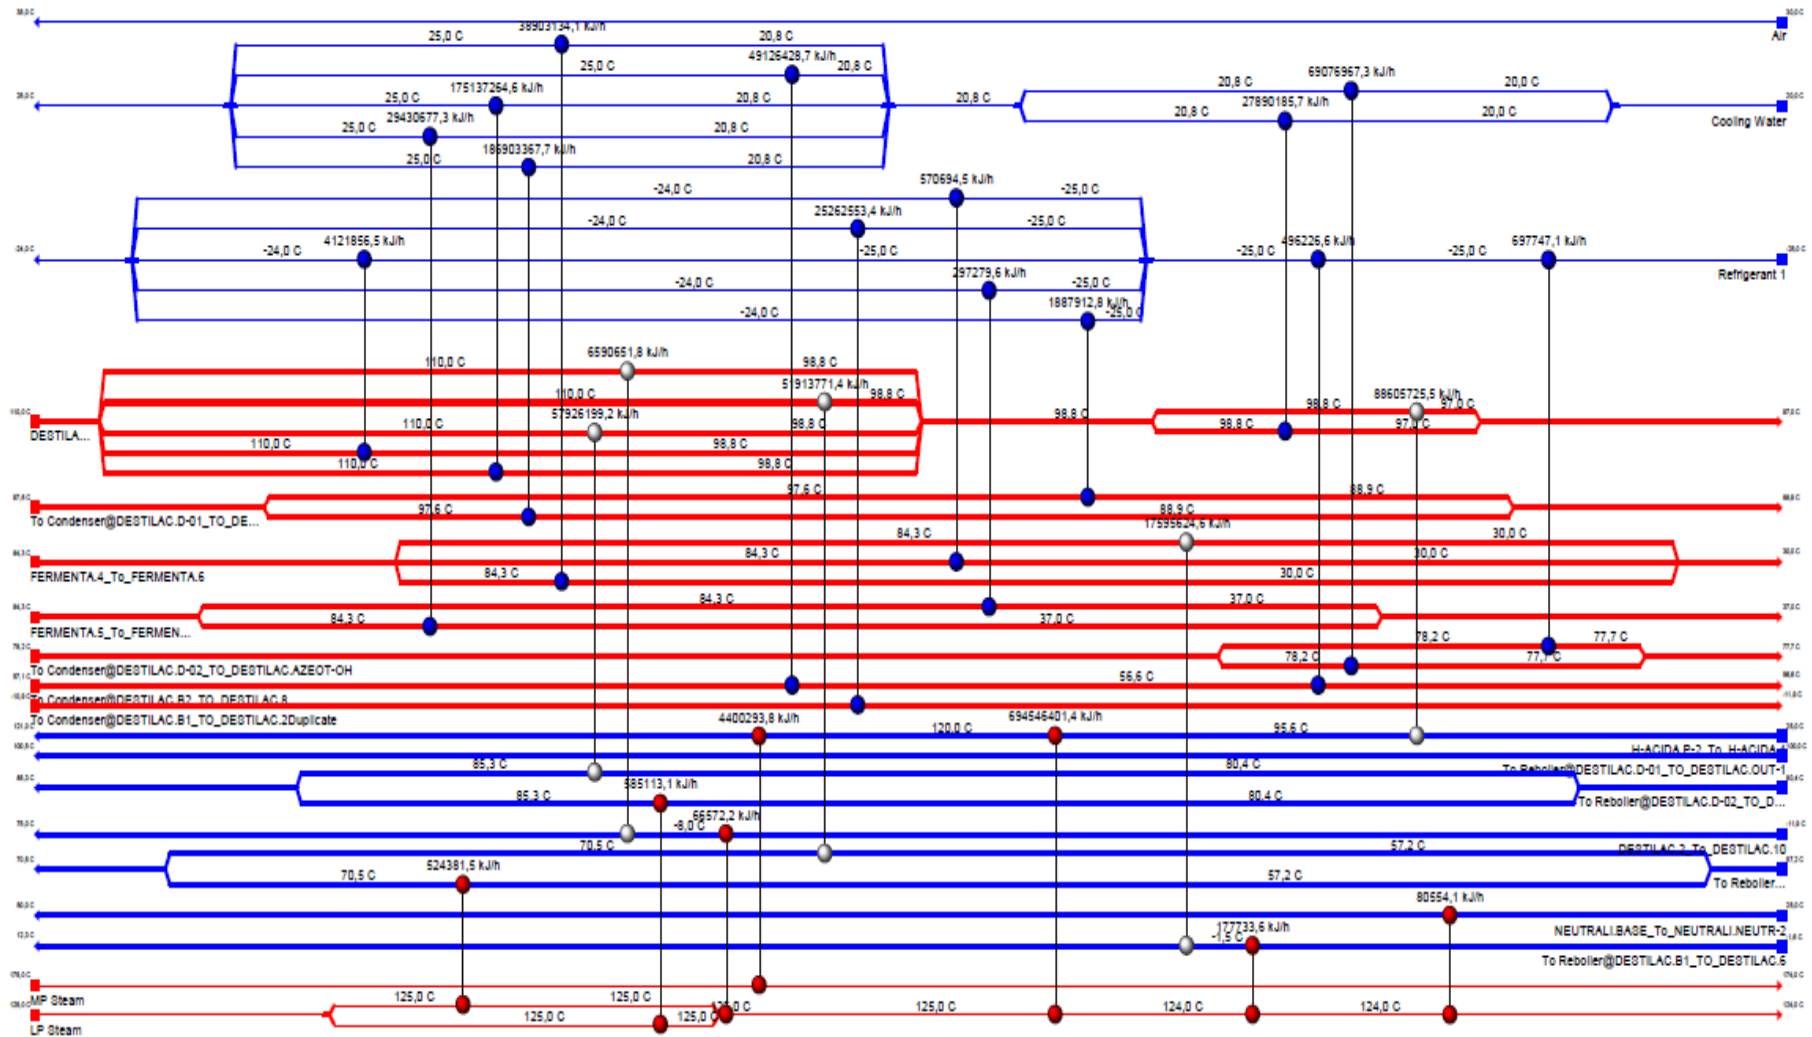 38903134,1 kJ/h
Air
25,0 C
20,8 C
49126428,7 kJ/h
25,0 C
20,8 C
69076967,3 kJ/h
175137264,6 kJ/h
20,8 C
20,0 C
25,0 C
20,8 C
20,8 C
27890185,7 kJ/h
29430677,3 kJ/h
20,8 C
20,0 C
Cooling Water
25,0 C
20,8 C
186903367,7 kJ/h
25,0 C
20,8 C
570694,5 kJ/h
-24,0 C
-25,0 C
25262553,4 kJ/h
-24,0 C
-25,0 C
4121856,5 kJ/h
496226,6 kJ/h
697747,1 kJ/h
-24,0 C
-25,0 C
-25,0 C
-25,0 C
Refrigerant 1
297279,6 kJ/h
-24,0 C
-25,0 C
1887912,8 kJ/h
-24,0 C
-25,0 C
6590651,8 kJ/h
110,0 C
98,8 C
51913771,4 kJ/h
110,0 C
98,8 C
88605725,5 kJ/h
57926199,2 kJ/h
98,8 C
97,0 C
110,0 C
98,8 C
98,8 C
98,8 C
97,0 C
DESTILA...
110,0 C
98,8 C
110,0 C
98,8 C
97,6 C
88,9 C
97,6 C
88,9 C
To Condenser@DESTILAC.D-01_TO_DE...
17595624,6 kJ/h
84,3 C
30,0 C
84,3 C
30,0 C
FERMENTA.4_To_FERMENTA.6
84,3 C
30,0 C
84,3 C
37,0 C
84,3 C
37,0 C
FERMENTA.5_To_FERMEN...
78,2 C
77,7 C
78,2 C
77,7 C
To Condenser@DESTILAC.D-02_TO_DESTILAC.AZEOT-OH
56,6 C
To Condenser@DESTILAC.B2_TO_DESTILAC.8
To Condenser@DESTILAC.B1_TO_DESTILAC.2Duplicate
4400293,8 kJ/h
694546401,4 kJ/h
120,0 C
95,6 C
H-ACIDA.P-2_To_H-ACIDA.4
85,3 C
80,4 C
To Reboiler@DESTILAC.D-01_TO_DESTILAC.OUT-1
585113,1 kJ/h
85,3 C
80,4 C
To Reboiler@DESTILAC.D-02_TO_D...
66572,2 kJ/h
-8,0 C
70,5 C
57,2 C
DESTILAC.2_To_DESTILAC.10
524381,5 kJ/h
70,5 C
57,2 C
To Reboiler...
80554,1 kJ/h
177733,6 kJ/h
NEUTRALI.BASE_To_NEUTRALI.NEUTR-2
-1,5 C
To Reboiler@DESTILAC.B1_TO_DESTILAC.5
MP Steam
125,0 C
125,0 C
125,0 C
124,0 C
124,0 C
125,0 C
125,0 C
LP Steam